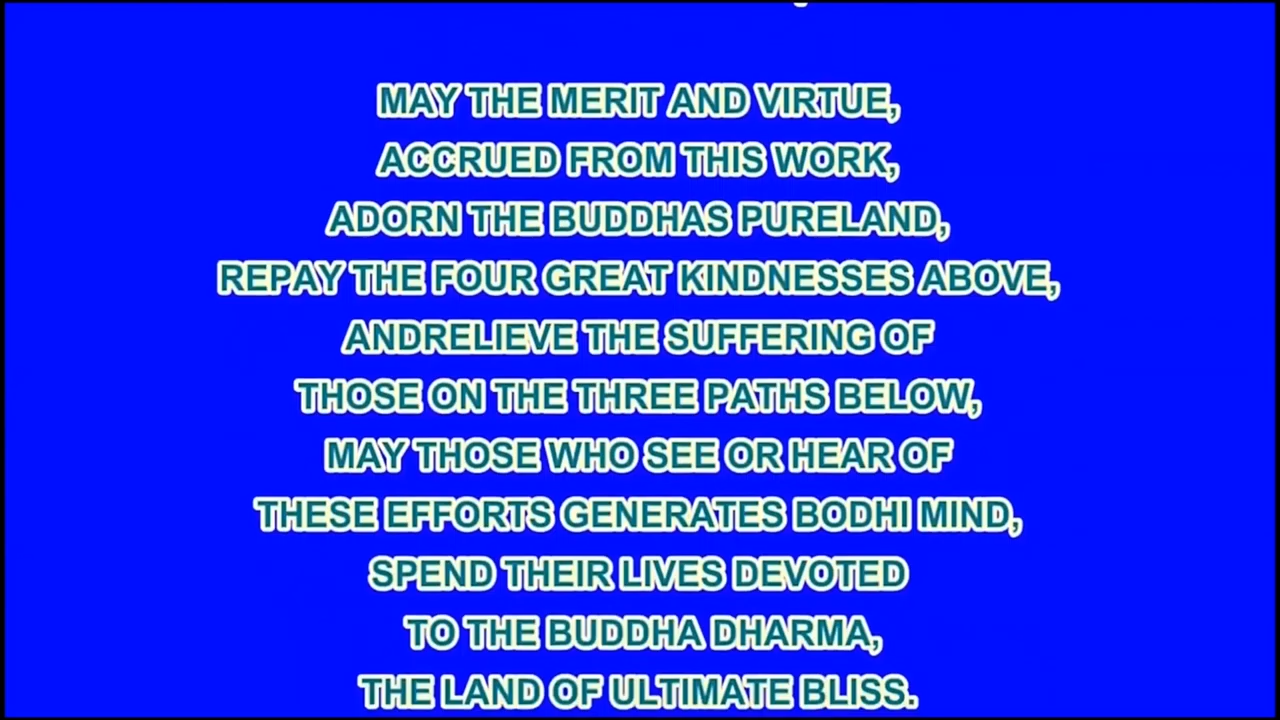 MAY THE MERIT AND VIRTUE,
ACCRUED FROM THIS WORK,
ADORN THE BUDDHAS PURELAND,
REPAY THE FOUR GREAT KINDNESSES ABOVE,
ANDRELIEVE THE SUFFERING OF
THOSE ON THE THREE PATHS BELOW,
MAY THOSE WHO SEE OR HEAR OF
THESE EFFORTS GENERATES BODHI MIND,
SPEND THEIR LIVES DEVOTED
TO THE BUDDHA DHARMA,
THE LAND OF ULTIMATE BLISS.